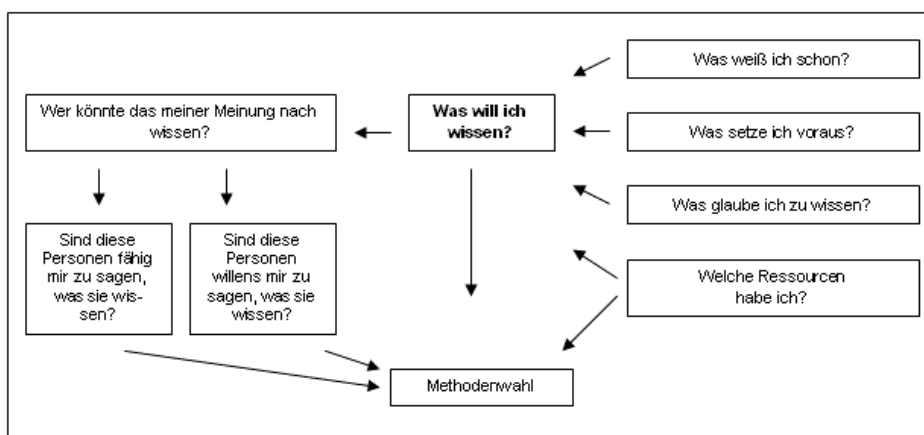 Was weiß ich schon?
Wer könnte das meiner Meinung nach
wissen?
Was will ich
wissen?
Was setze ich voraus?
Was glaube ich zu wissen?
Sind diese
Personen fähig
mir zu sagen,
was sie wis-
sen?
Sind diese
Personen
willens mir zu
sagen, was sie
wissen?
Welche Ressourcen
habe ich?
Methodenwahl